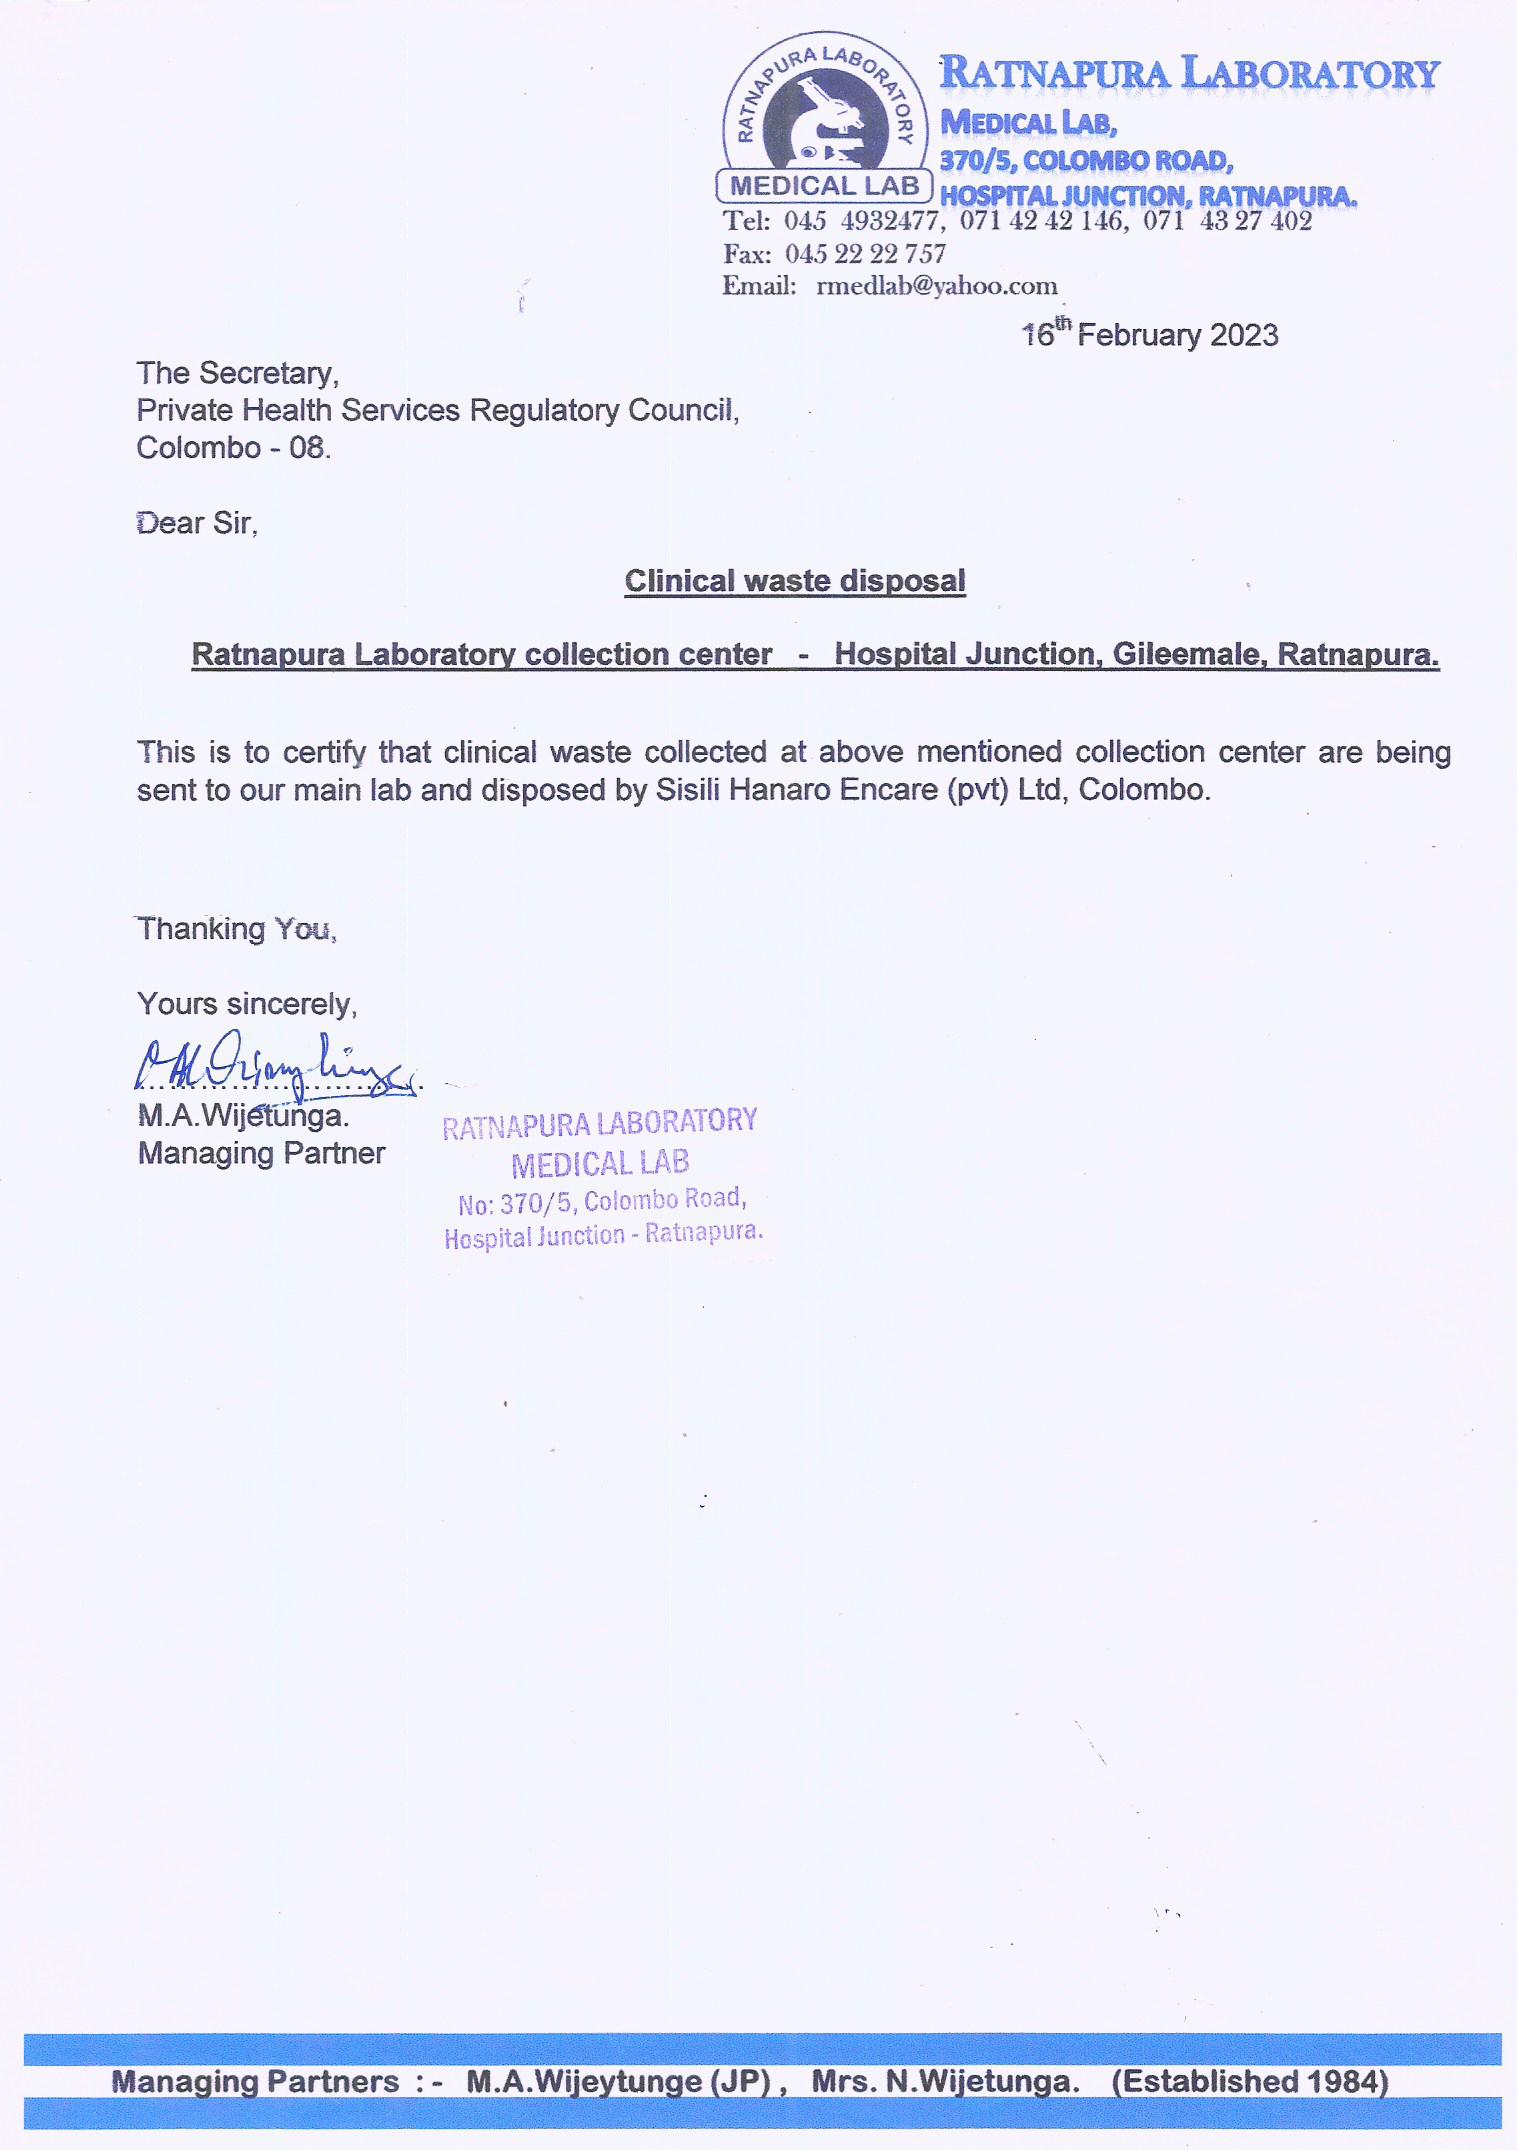 RATNAPURA LABORATORY
MEDICAL LAB
RATNAPURA LABORATORY
MEDICAL LAB,
370/5, COLOMBO ROAD,
HOSPITAL JUNCTION, RATNAPURA.
Tel: 045 4932477, 071 42 42 146, 071 43 27 402
Fax: 045 22 22 757
Email: rmedlab@yahoo.com
16th February 2023
The Secretary,
Private Health Services Regulatory Council,
Colombo - 08.
Dear Sir,
Clinical waste disposal
Ratnapura Laboratory collection center - Hospital Junction, Gileemale, Ratnapura.
This is to certify that clinical waste collected at above mentioned collection center are being
sent to our main lab and disposed by Sisili Hanaro Encare (pvt) Ltd, Colombo.
Thanking You,
Yours sincerely,
M.A.Wijetunga.
Managing Partner
RATNAPURA LABORATORY
MEDICAL LAB
No: 370/5, Colombo Road,
Hospital Junction - Ratnapura.
Managing Partners : - M.A.Wijeytunge (JP) , Mrs. N.Wijetunga. (Established 1984)